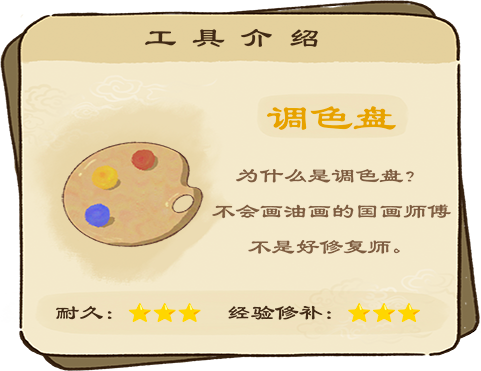 工具介绍
调色盘
为什么是调色盘?
不会画油画的国画师傅
不是好修复师。
耐久:⭐⭐⭐ 经验修补:⭐⭐⭐